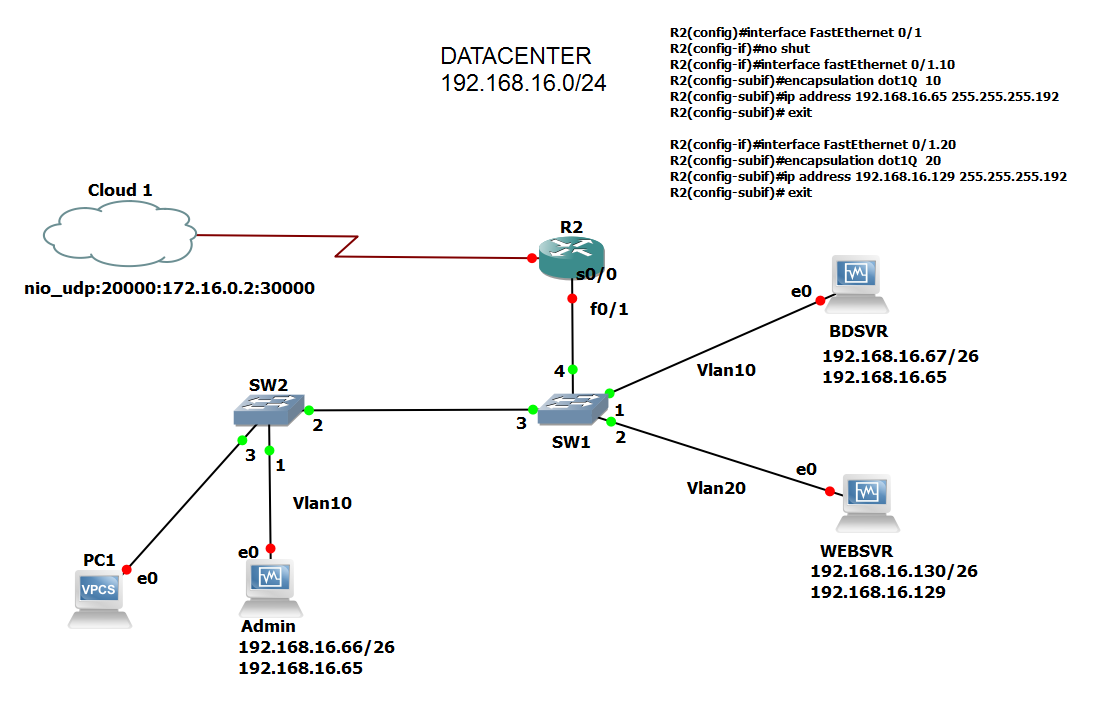 DATACENTER
192.168.16.0/24
R2(config)#interface FastEthernet 0/1
R2(config-if)#no shut
R2(config-if)#interface fastEthernet 0/1.10
R2(config-subif)#encapsulation dot1Q 10
R2(config-subif)#ip address 192.168.16.65 255.255.255.192
R2(config-subif)# exit
R2(config-if)#interface FastEthernet 0/1.20
R2(config-subif)#encapsulation dot1Q 20
R2(config-subif)#ip address 192.168.16.129 255.255.255.192
R2(config-subif)# exit
Cloud 1
nio_udp:20000:172.16.0.2:30000
R2
s0/0
f0/1
e0
BDSVR
192.168.16.67/26
192.168.16.65
Vlan10
4
SW2
2
3
1
3
SW1
1
2
Vlan20
e0
WEBSVR
192.168.16.130/26
192.168.16.129
Vlan10
PC1
e0
VPCS
e0
Admin
192.168.16.66/26
192.168.16.65